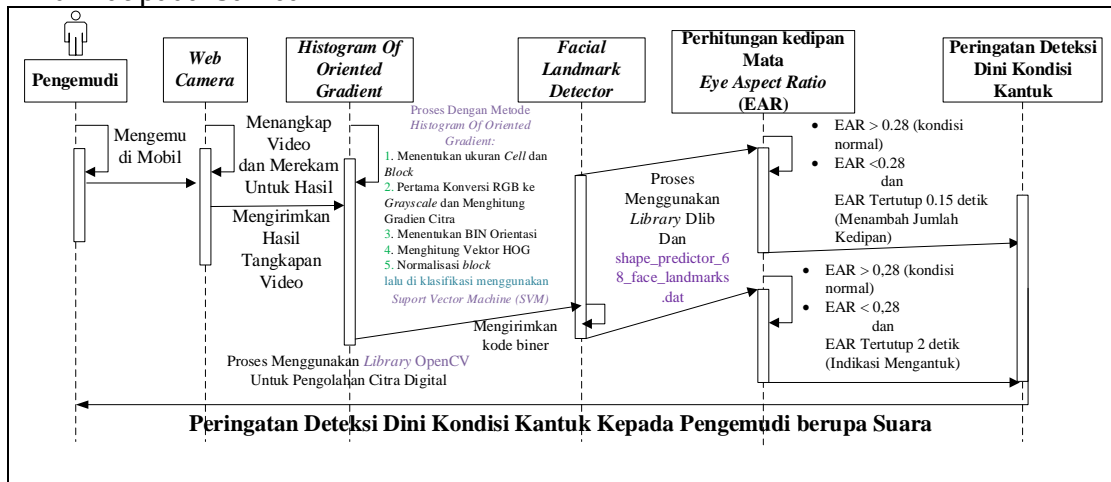 Pengemudi
Web
Camera
Histogram Of
Oriented
Gradient
Facial
Landmark
Detector
Perhitungan kedipan
Mata
Eye Aspect Ratio
(EAR)
Peringatan Deteksi
Dini Kondisi
Kantuk
Mengemu
di Mobil
Menangkap
Video
dan Merekam
Untuk Hasil
Mengirimkan
Hasil
Tangkapan
Video
Proses Dengan Metode
Histogram Of Oriented
Gradient:
1. Menentukan ukuran Cell dan
Block
2. Pertama Konversi RGB ke
Grayscale dan Menghitung
Gradien Citra
3. Menentukan BIN Orientasi
4. Menghitung Vektor HOG
5. Normalisasi block
lalu di klasifikasi menggunakan
Suport Vector Machine (SVM)
Mengirimkan
kode biner
Proses Menggunakan Library OpenCV
Untuk Pengolahan Citra Digital
Proses
Menggunakan
Library Dlib
Dan
shape_predictor_6
8_face_landmarks
.dat
• EAR > 0.28 (kondisi
normal)
• EAR <0.28
dan
EAR Tertutup 0.15 detik
(Menambah Jumlah
Kedipan)
• EAR > 0,28 (kondisi
normal)
• EAR < 0,28
dan
EAR Tertutup 2 detik
(Indikasi Mengantuk)
Peringatan Deteksi Dini Kondisi Kantuk Kepada Pengemudi berupa Suara